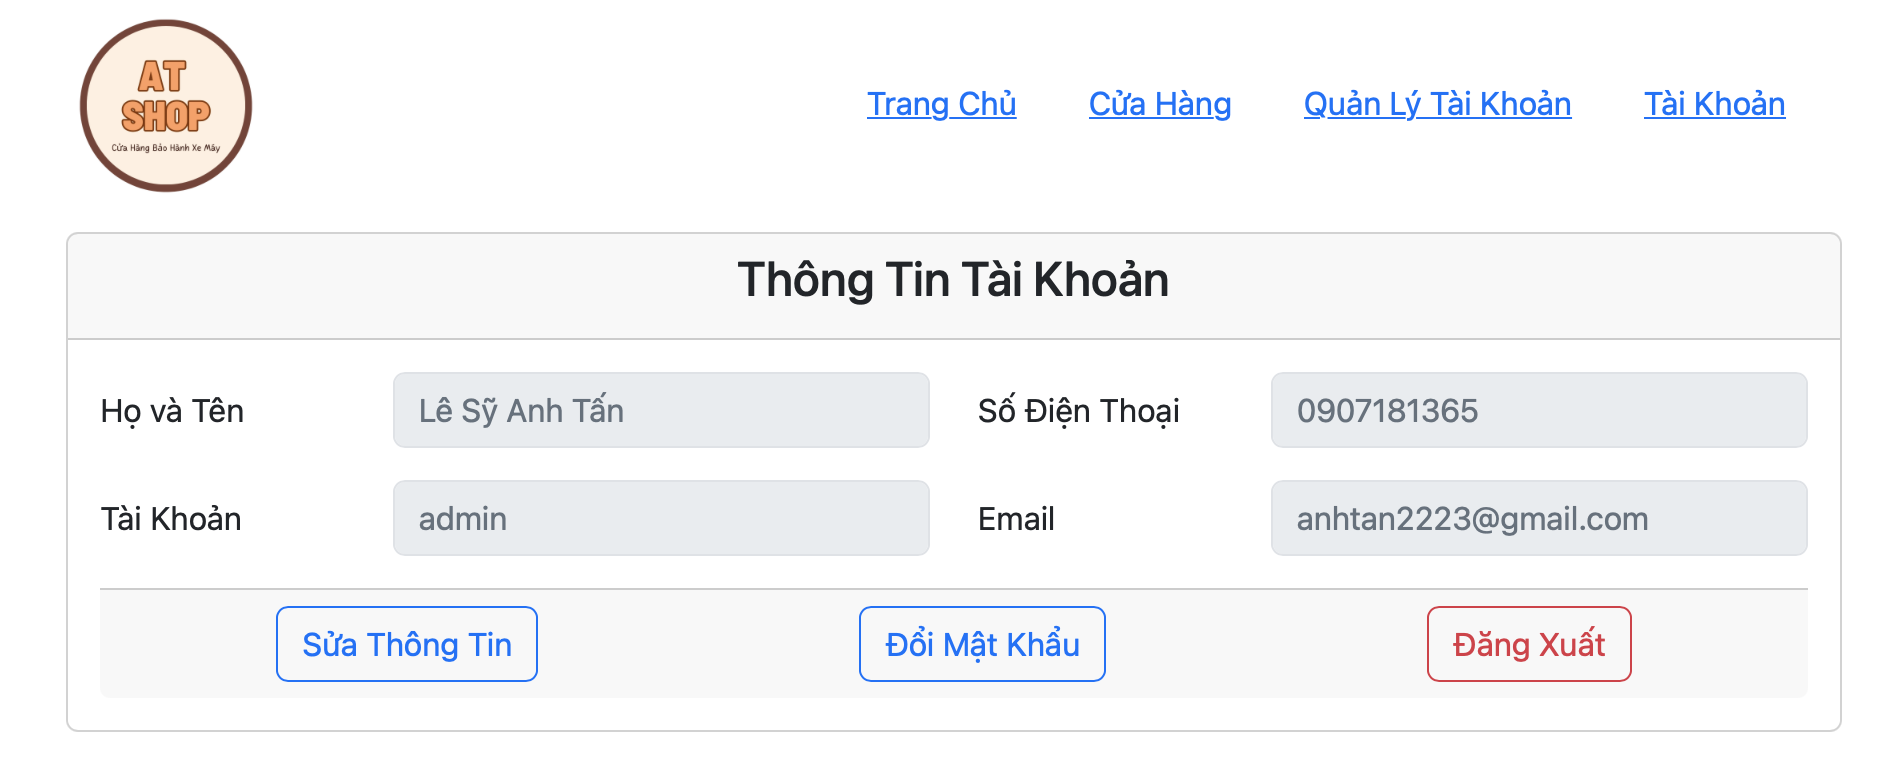 AT
SHOP
Cửa Hàng Bảo Hành Xe Máy
Trang Chủ Cửa Hàng Quản Lý Tài Khoản Tài Khoản
Thông Tin Tài Khoản
Họ và Tên Lê Sỹ Anh Tấn Số Điện Thoại 0907181365
Tài Khoản admin Email anhtan2223@gmail.com
Sửa Thông Tin Đổi Mật Khẩu Đăng Xuất